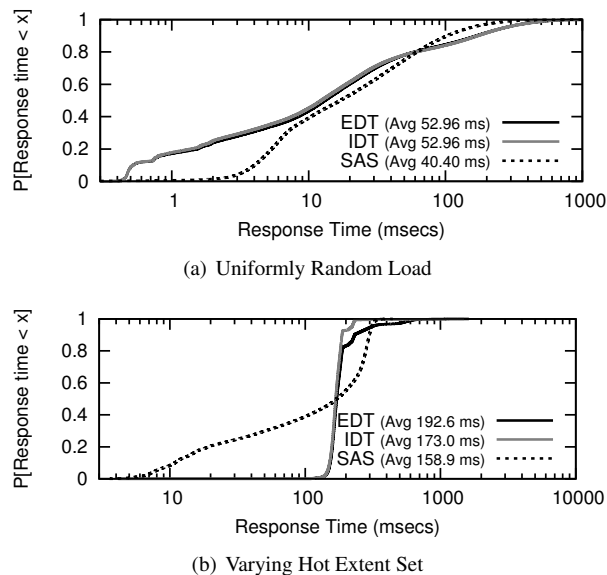 P[Response time < x]
1
0.8
0.6
0.4
0.2
0
EDT (Avg 52.96 ms)
IDT (Avg 52.96 ms)
SAS (Avg 40.40 ms)
1 10 100 1000
Response Time (msecs)
(a) Uniformly Random Load
P[Response time < x]
1
0.8
0.6
0.4
0.2
0
EDT (Avg 192.6 ms)
IDT (Avg 173.0 ms)
SAS (Avg 158.9 ms)
10 100 1000 10000
Response Time (msecs)
(b) Varying Hot Extent Set